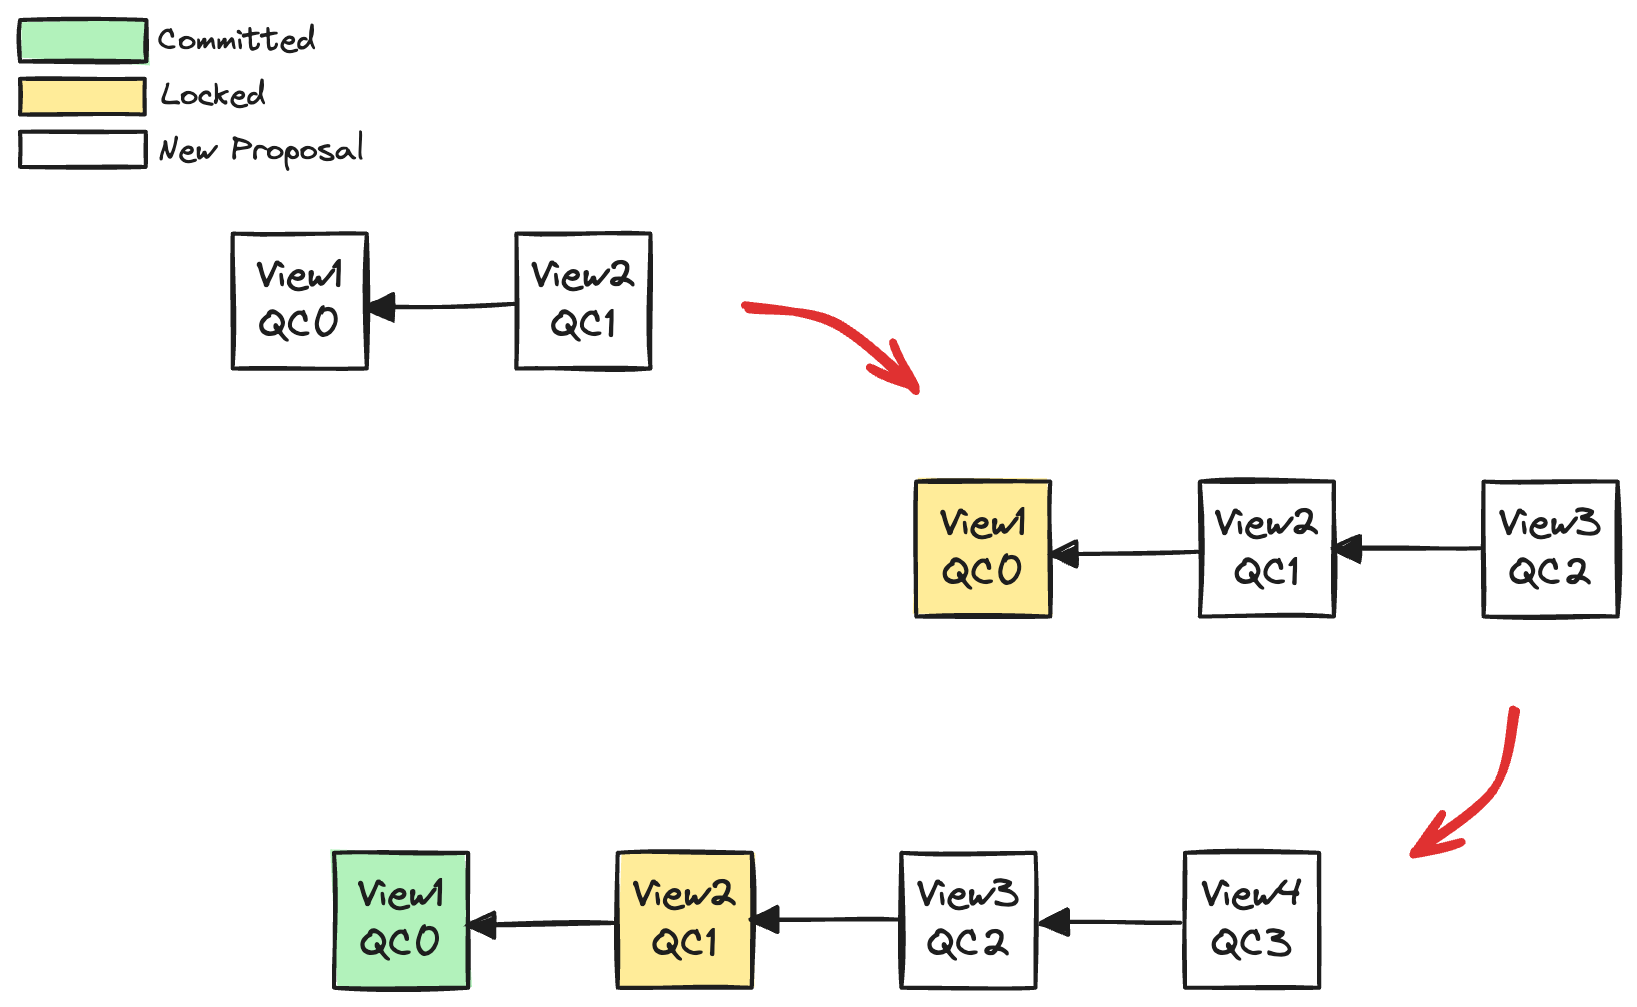 Committed
Locked
New Proposal
View1
QC0
View2
QC1
View1
QC0
View2
QC1
View3
QC2
View1
QC0
View2
QC1
View3
QC2
View4
QC3